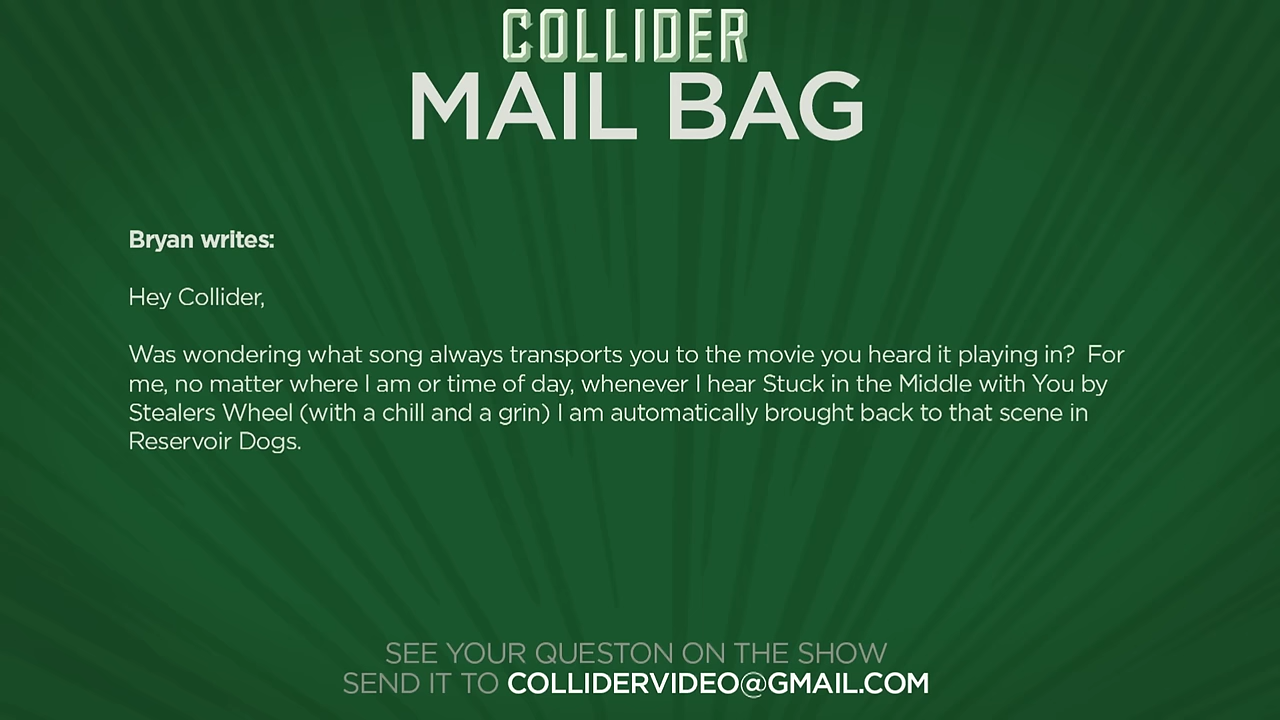 COLLIDER
MAIL BAG
Bryan writes:
Hey Collider,
Was wondering what song always transports you to the movie you heard it playing in?  For
me, no matter where I am or time of day, whenever I hear Stuck in the Middle with You by
Stealers Wheel (with a chill and a grin) I am automatically brought back to that scene in
Reservoir Dogs.
SEE YOUR QUESTON ON THE SHOW
SEND IT TO COLLIDERVIDEO@GMAIL.COM